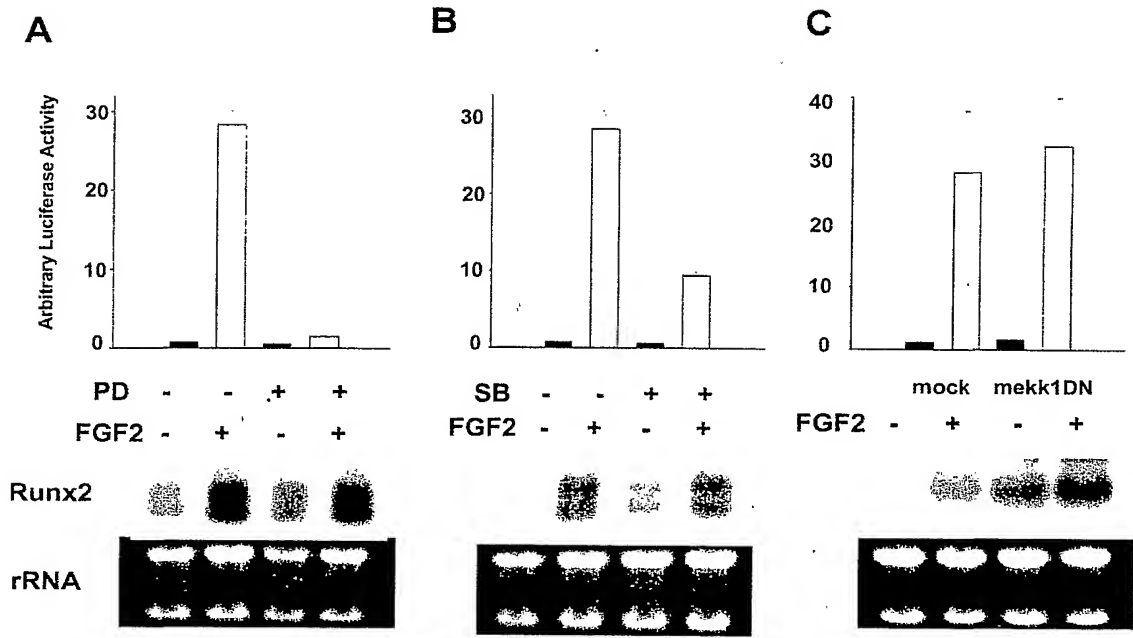 A
B
C
Arbitrary Luciferase Activity
30
20
10
0
30
20
10
0
40
30
20
10
0
PD - - + +
FGF2 - + - +
SB - - + +
FGF2 - + - +
mock mekk1DN
FGF2 - + - +
Runx2
rRNA